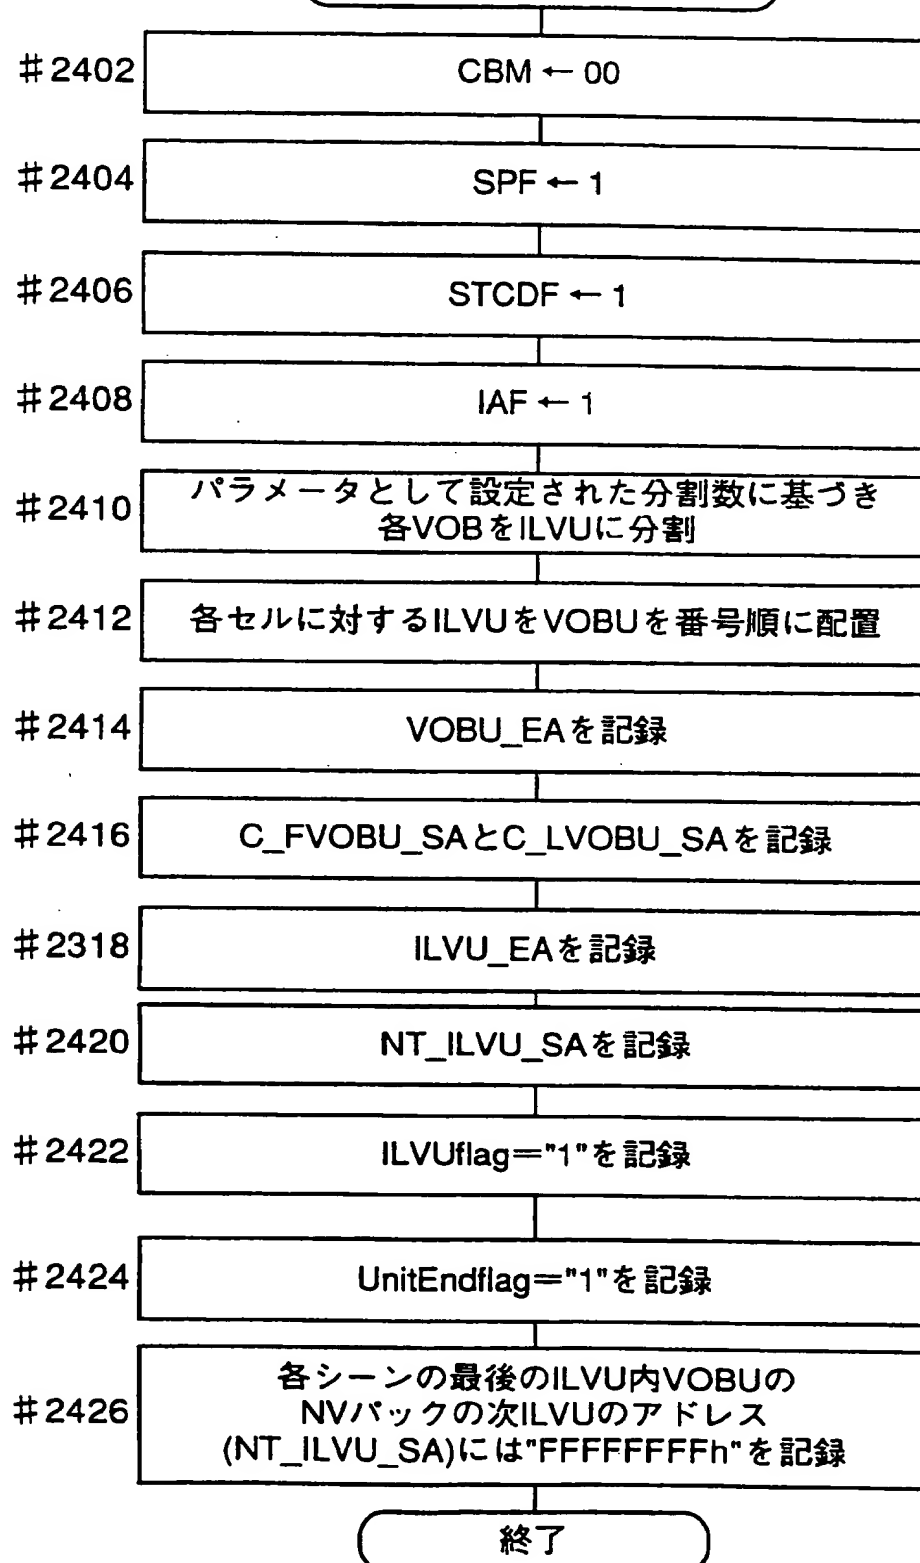 #2402
CBM ← 00
#2404
SPF ← 1
#2406
STCDF ← 1
#2408
IAF ← 1
#2410
パラメータとして設定された分割数に基づき
各VOBをILVUに分割
#2412
各セルに対するILVUをVOBUを番号順に配置
#2414
VOBU_EAを記録
#2416
C_FVOBU_SAとC_LVOBU_SAを記録
#2318
ILVU_EAを記録
#2420
NT_ILVU_SAを記録
#2422
ILVUflag="1"を記録
#2424
UnitEndflag="1"を記録
#2426
各シーンの最後のILVU内VOBUの
NVパックの次ILVUのアドレス
(NT_ILVU_SA)には"FFFFFFFFh"を記録
終了